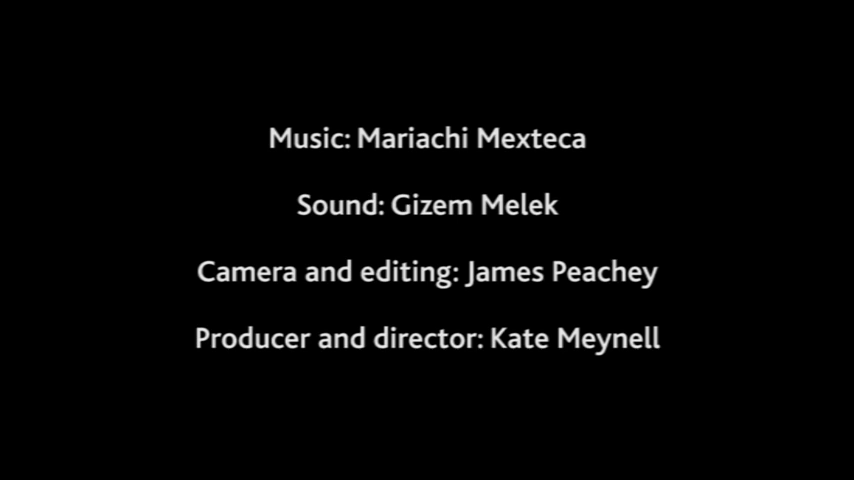 Music: Mariachi Mexteca
Sound: Gizem Melek
Camera and editing: James Peachey
Producer and director: Kate Meynell